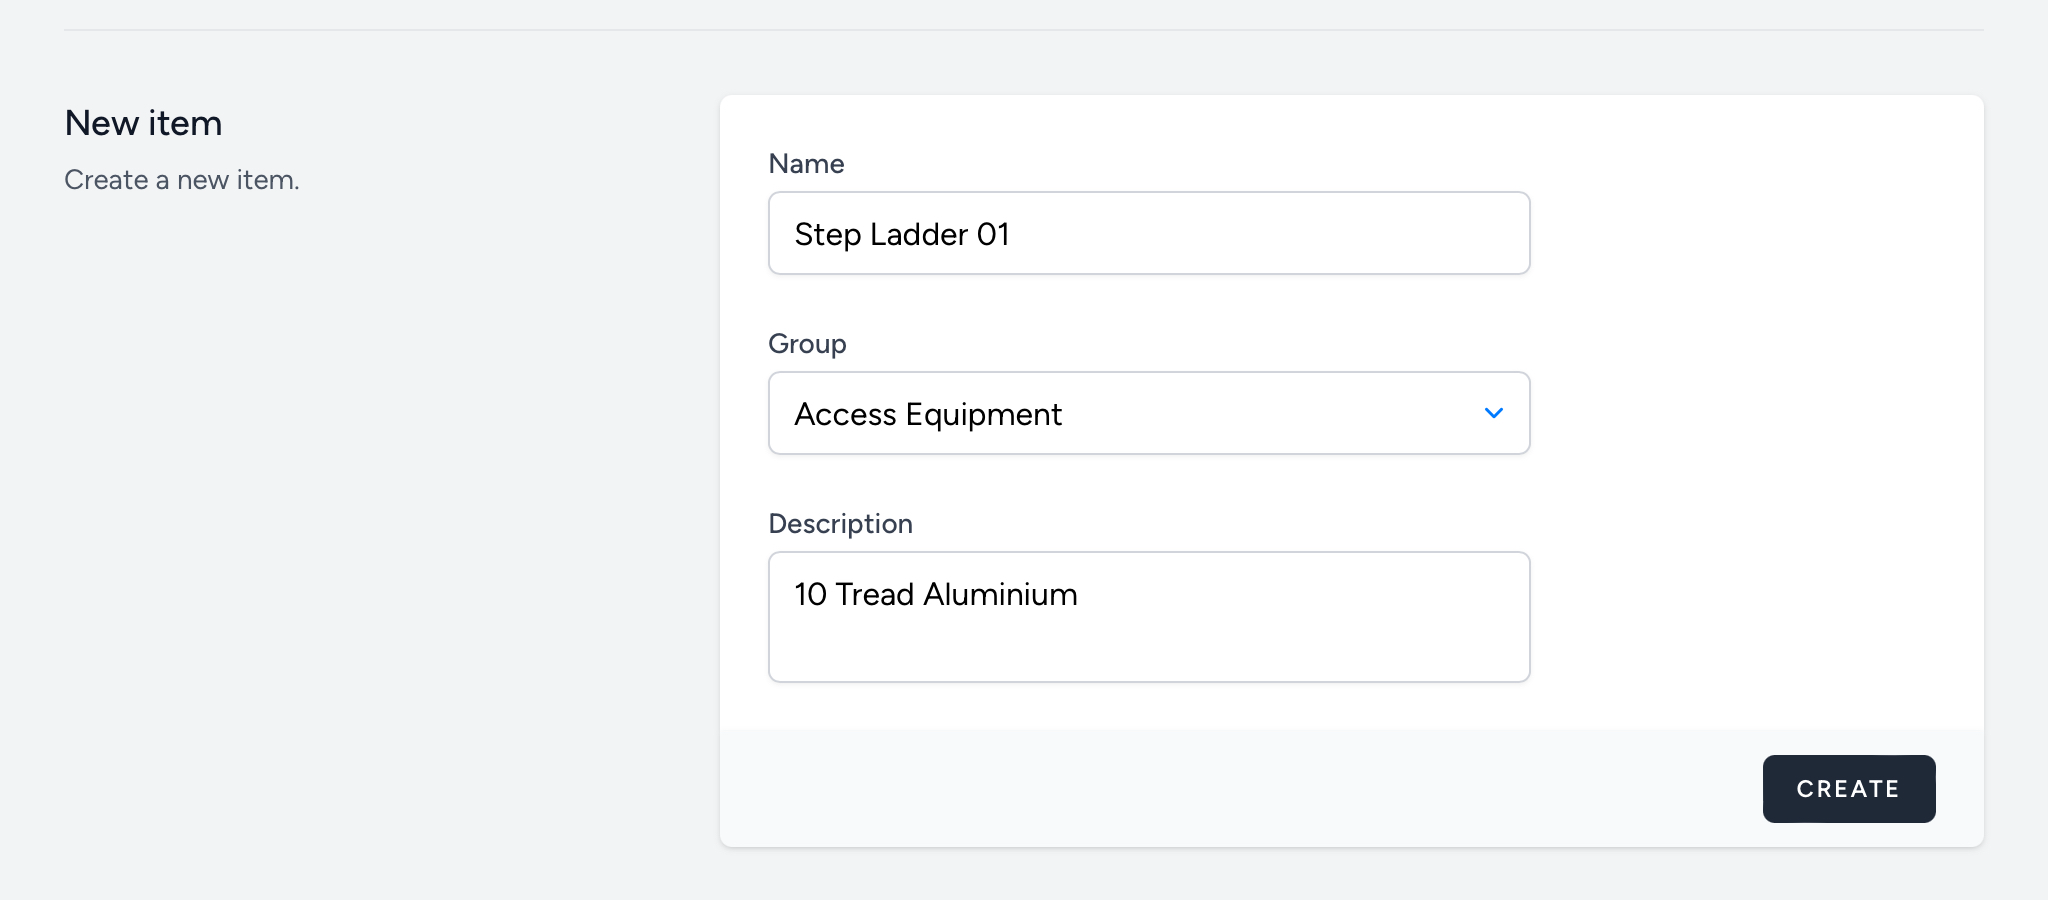 New item
Create a new item.
Name
Step Ladder 01
Group
Access Equipment
Description
10 Tread Aluminium
CREATE